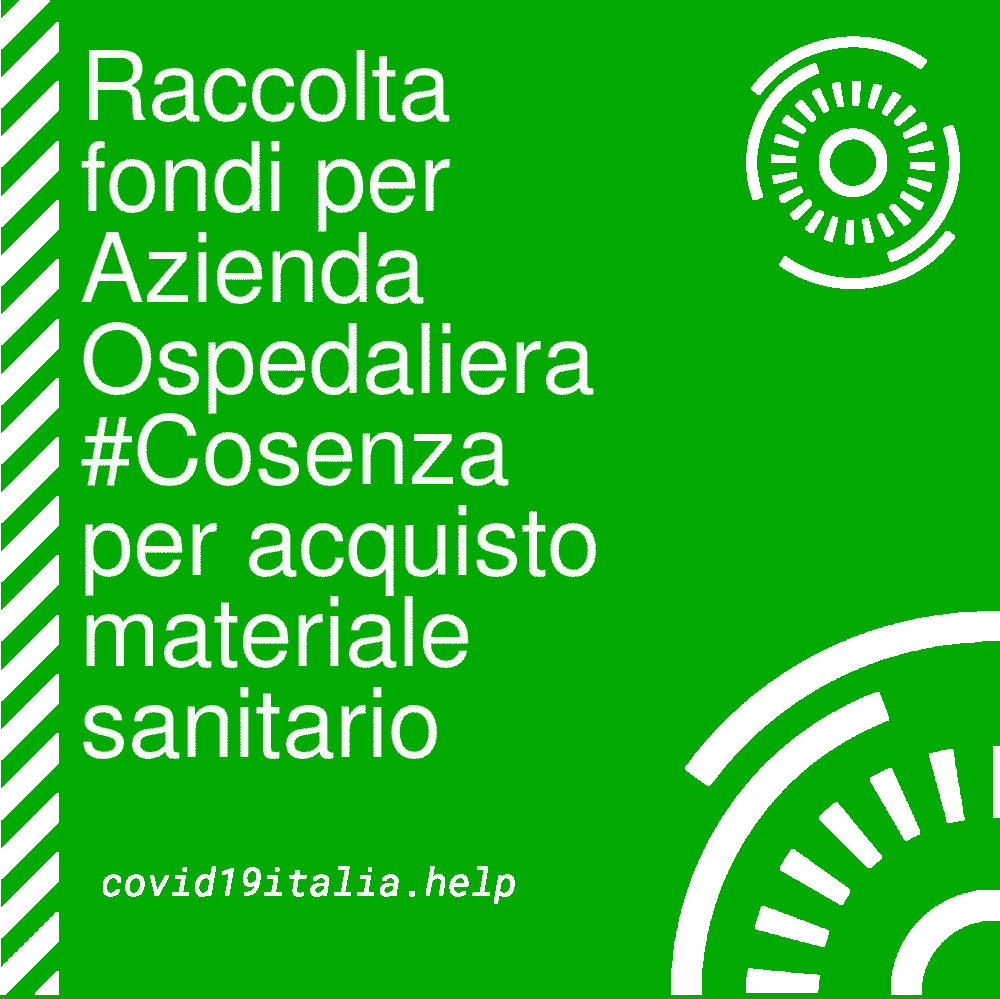 Raccolta
fondi per
Azienda
Ospedaliera
#Cosenza
per acquisto
materiale
sanitario
covid19italia.help